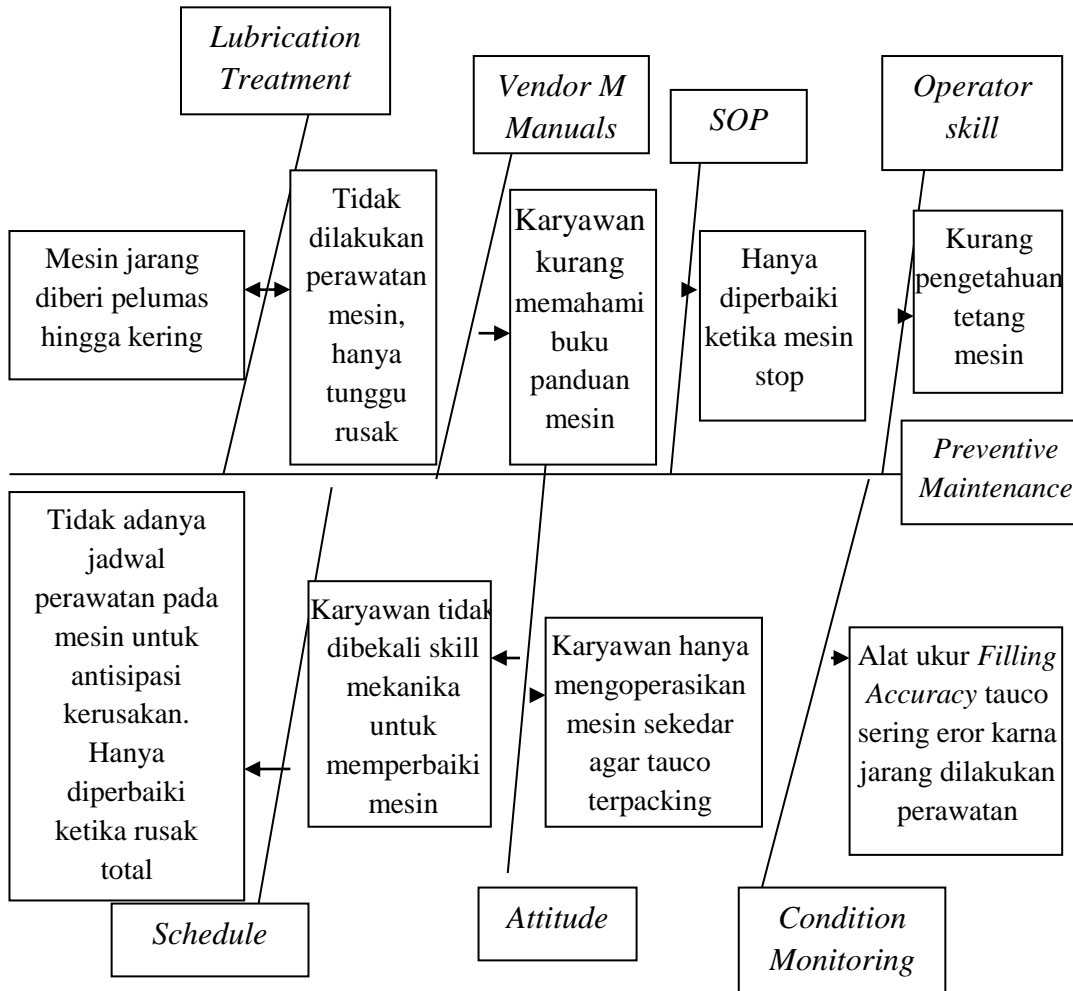 Lubrication
Treatment
Vendor M
Manuals
SOP
Operator
skill
Mesin jarang
diberi pelumas
hingga kering
Tidak
dilakukan
perawatan
mesin,
hanya
tunggu
rusak
Karyawan
kurang
memahami
buku
panduan
mesin
Hanya
diperbaiki
ketika mesin
stop
Kurang
pengetahuan
tetang
mesin
Preventive
Maintenance
Tidak adanya
jadwal
perawatan pada
mesin untuk
antisipasi
kerusakan.
Hanya
diperbaiki
ketika rusak
total
Karyawan tidak
dibekali skill
mekanika
untuk
memperbaiki
mesin
Karyawan hanya
mengoperasikan
mesin sekedar
agar tauco
terpacking
Alat ukur Filling
Accuracy tauco
sering eror karna
jarang dilakukan
perawatan
Schedule
Attitude
Condition
Monitoring